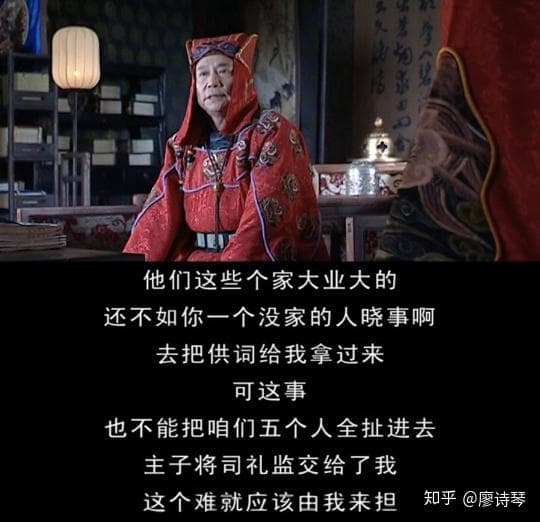 他们这些个家大业大的
还不如你一个没家的人晓事啊
去把供词给我拿过来
可这事
也不能把咱们五个人全扯进去
主子将司礼监交给了我
这个难就应该由我来担
知乎 @廖诗琴